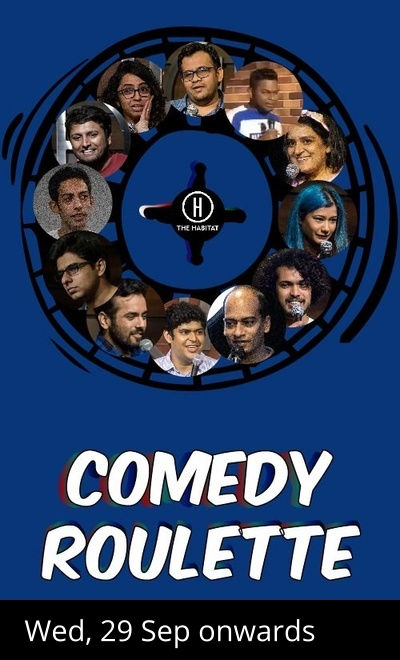 H
THE HABITAT
COMEDY
ROULETTE
Wed, 29 Sep onwards